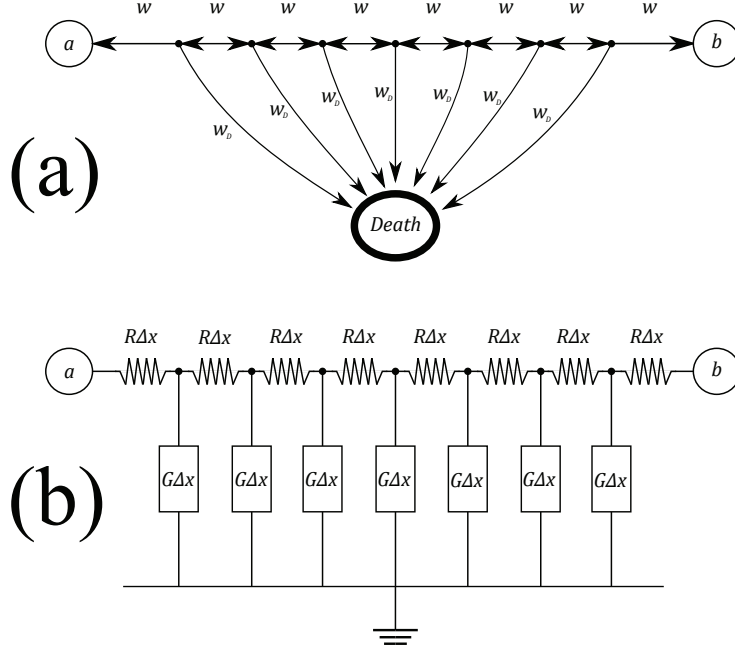 w w w w w w w w
a b
w_D w_D w_D w_D w_D w_D w_D
(a)
Death
RΔx RΔx RΔx RΔx RΔx RΔx RΔx RΔx
a b
GΔx GΔx GΔx GΔx GΔx GΔx GΔx
(b)